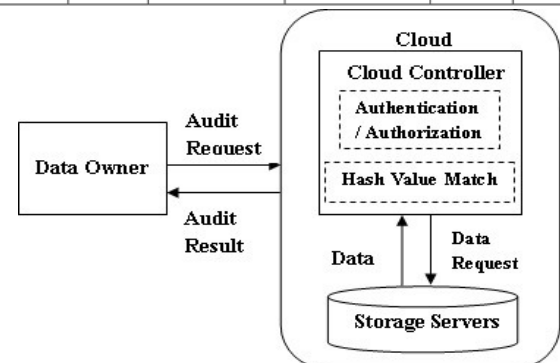 Cloud
Cloud Controller
Authentication
/ Authorization
Hash Value Match
Data Owner
Audit
Request
Audit
Result
Data
Data
Request
Storage Servers